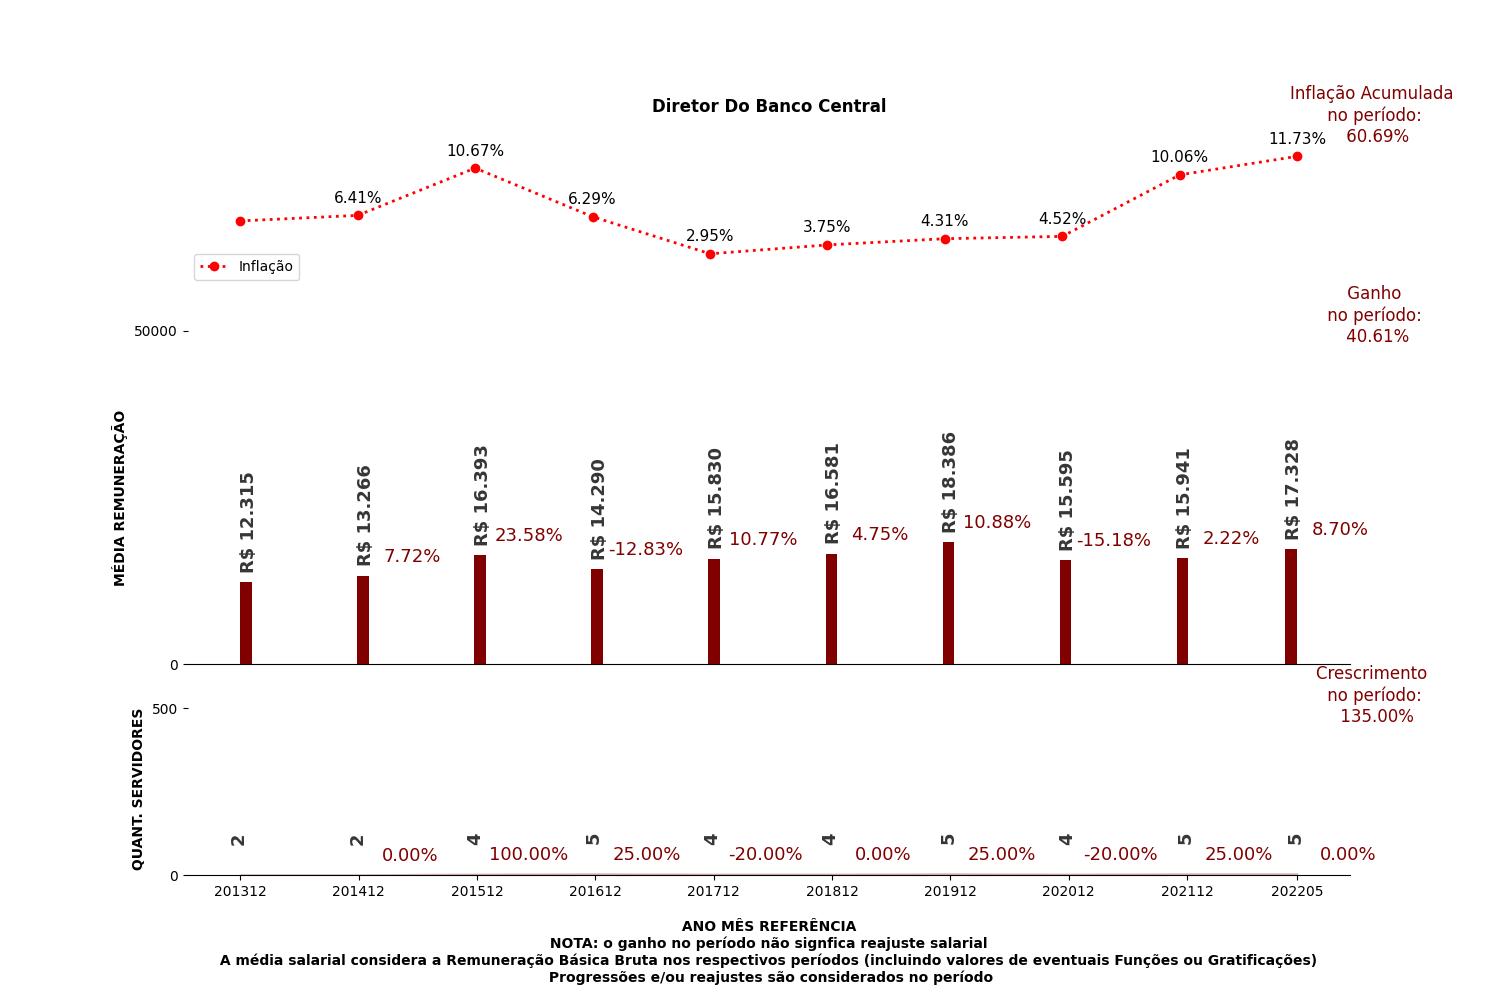 Diretor Do Banco Central
Inflação Acumulada
no período:
60.69%
6.41%
10.67%
6.29%
2.95%
3.75%
4.31%
4.52%
10.06%
11.73%
Inflação
Ganho
no período:
40.61%
50000
0
MÉDIA REMUNERAÇÃO
R$ 12.315
R$ 13.266
R$ 16.393
R$ 14.290
R$ 15.830
R$ 16.581
R$ 18.386
R$ 15.595
R$ 15.941
R$ 17.328
7.72%
23.58%
-12.83%
10.77%
4.75%
10.88%
-15.18%
2.22%
8.70%
Crescrimento
no período:
135.00%
500
0
QUANT. SERVIDORES
2
2
4
5
4
4
5
4
5
5
0.00%
100.00%
25.00%
-20.00%
0.00%
25.00%
-20.00%
25.00%
0.00%
201312
201412
201512
201612
201712
201812
201912
202012
202112
202205
ANO MÊS REFERÊNCIA
NOTA: o ganho no período não signfica reajuste salarial
A média salarial considera a Remuneração Básica Bruta nos respectivos períodos (incluindo valores de eventuais Funções ou Gratificações)
Progressões e/ou reajustes são considerados no período